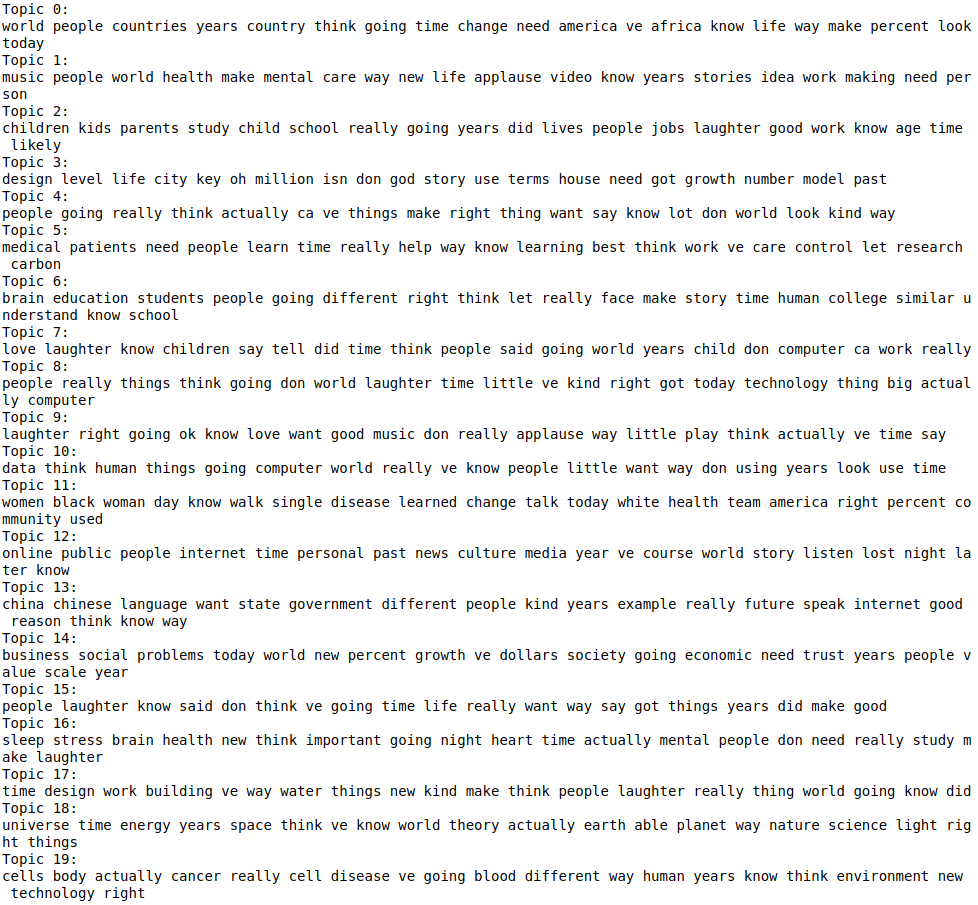 Topic 0:
world people countries years country think going time change need america ve africa know life way make percent look
today
Topic 1:
music people world health make mental care way new life applause video know years stories idea work making need per
son
Topic 2:
children kids parents study child school really going years did lives people jobs laughter good work know age time
 likely
Topic 3:
design level life city key oh million isn don god story use terms house need got growth number model past
Topic 4:
people going really think actually ca ve things make right thing want say know lot don world look kind way
Topic 5:
medical patients need people learn time really help way know learning best think work ve care control let research
 carbon
Topic 6:
brain education students people going different right think let really face make story time human college similar u
nderstand know school
Topic 7:
love laughter know children say tell did time think people said going world years child don computer ca work really
Topic 8:
people really things think going don world laughter time little ve kind right got today technology thing big actual
ly computer
Topic 9:
laughter right going ok know love want good music don really applause way little play think actually ve time say
Topic 10:
data think human things going computer world really ve know people little want way don using years look use time
Topic 11:
women black woman day know walk single disease learned change talk today white health team america right percent co
mmunity used
Topic 12:
online public people internet time personal past news culture media year ve course world story listen lost night la
ter know
Topic 13:
china chinese language want state government different people kind years example really future speak internet good
 reason think know way
Topic 14:
business social problems today world new percent growth ve dollars society going economic need trust years people v
alue scale year
Topic 15:
people laughter know said don think ve going time life really want way say got things years did make good
Topic 16:
sleep stress brain health new think important going night heart time actually mental people don need really study m
ake laughter
Topic 17:
time design work building ve way water things new kind make think people laughter really thing world going know did
Topic 18:
universe time energy years space think ve know world theory actually earth able planet way nature science light rig
ht things
Topic 19:
cells body actually cancer really cell disease ve going blood different way human years know think environment new
 technology right